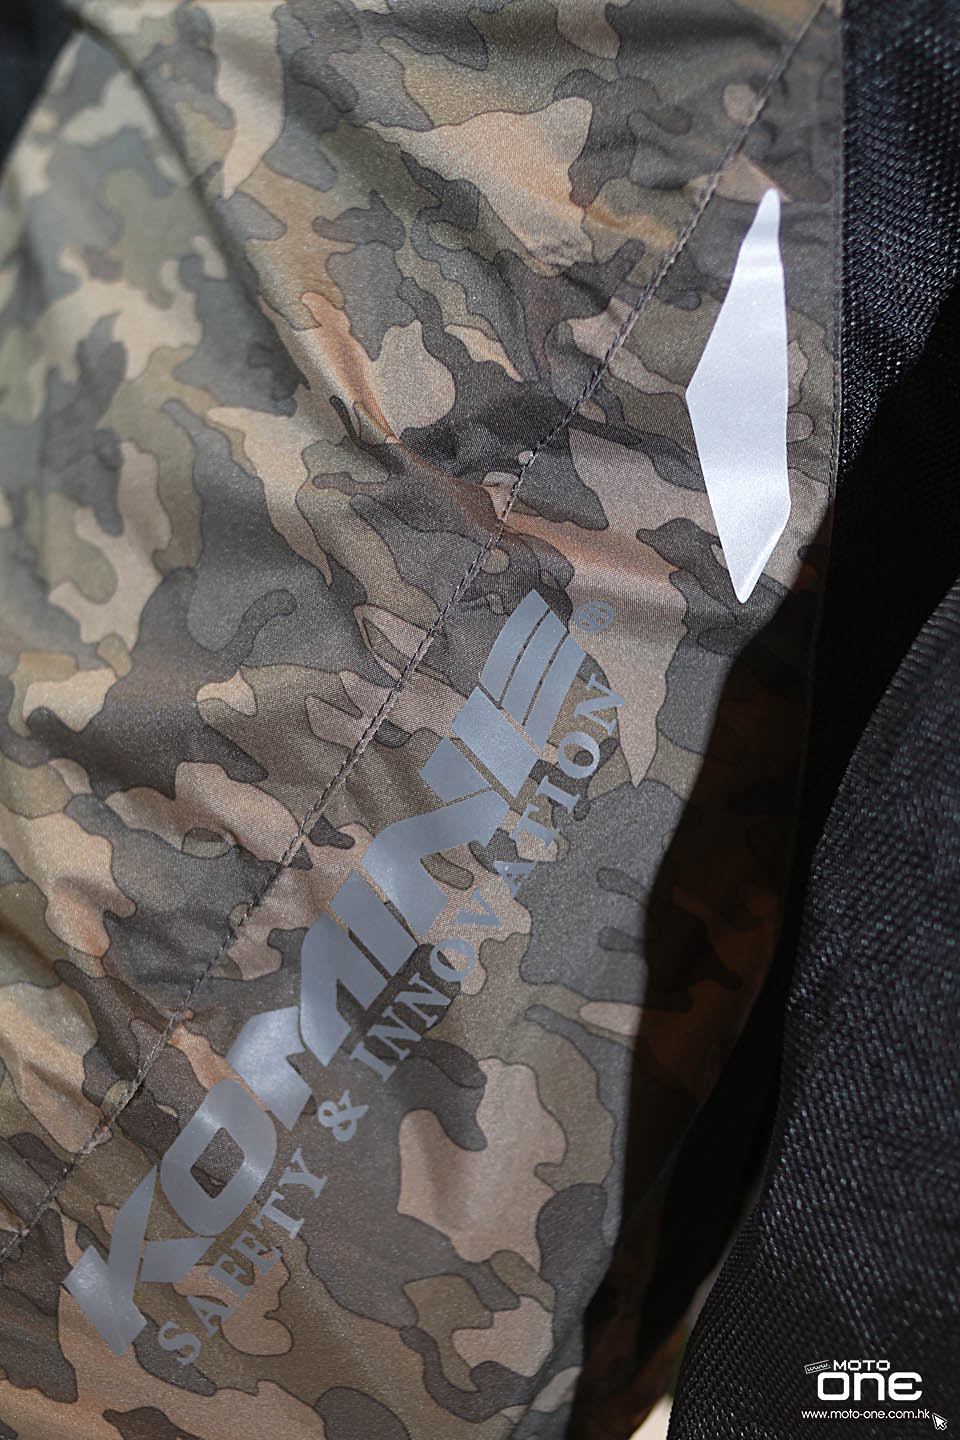 KOMINE®
SAFETY & INNOVATION
www.
MOTO
ONE
www.moto-one.com.hk